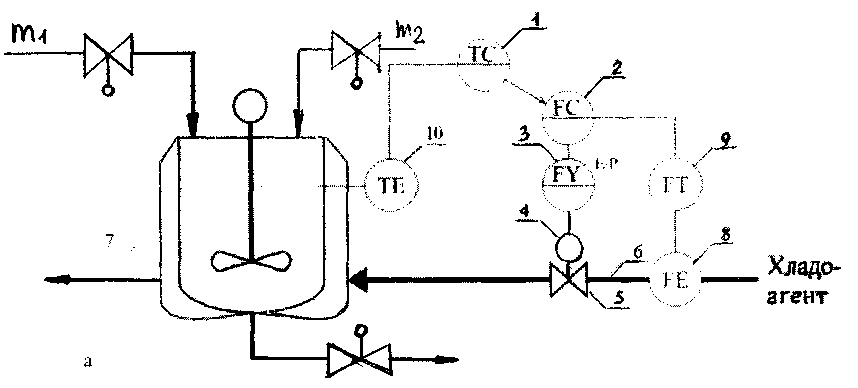 m1
m2
1
TC
2
FC
3
10
9
E/P
TE
FY
FT
4
8
7
6
Хладо-
агент
5
FE
а